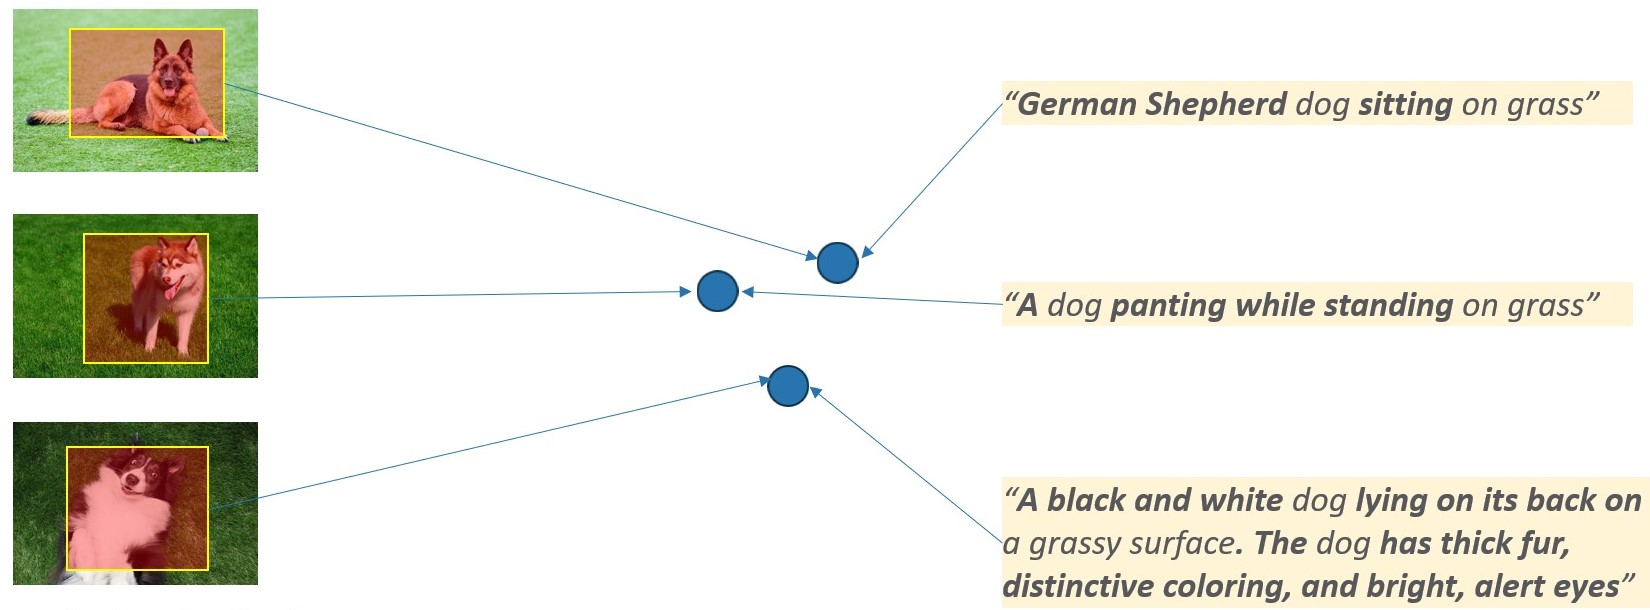 “German Shepherd dog sitting on grass”
“A dog panting while standing on grass”
“A black and white dog lying on its back on
a grassy surface. The dog has thick fur,
distinctive coloring, and bright, alert eyes”